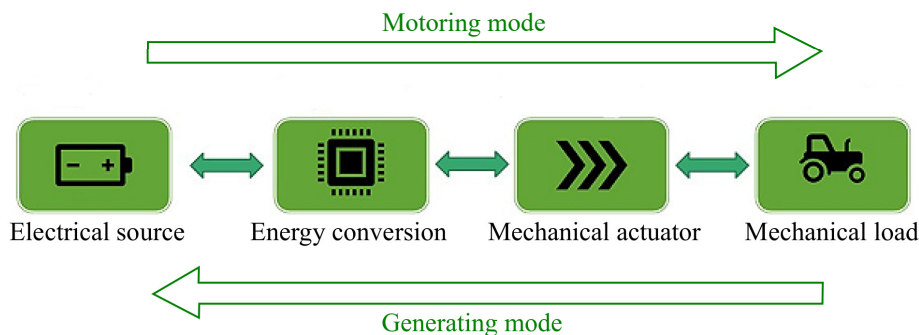 Motoring mode
Electrical source
Energy conversion
Mechanical actuator
Mechanical load
Generating mode